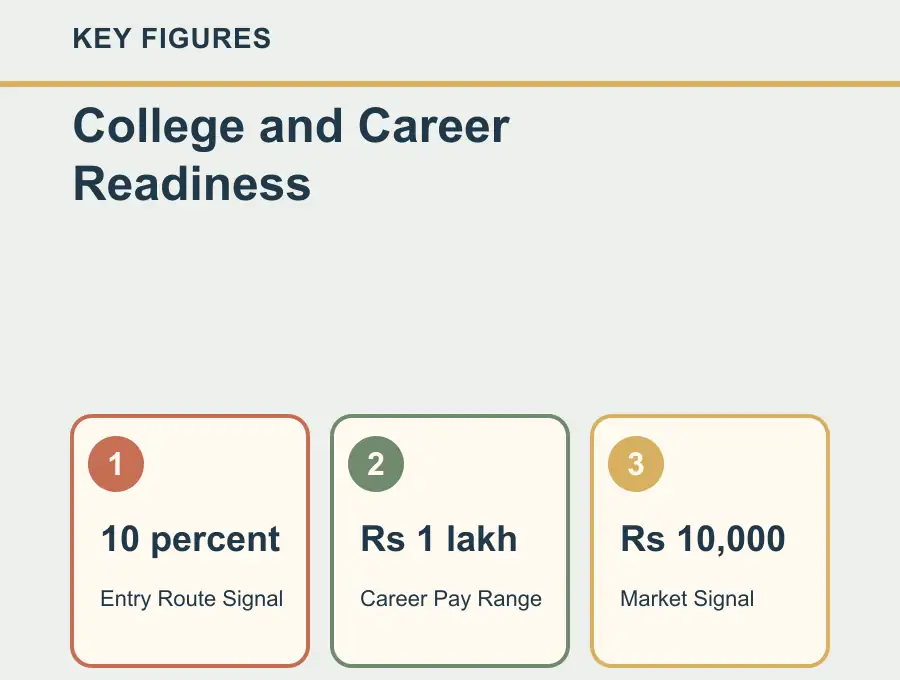 KEY FIGURES
College and Career
Readiness
1
10 percent
Entry Route Signal
2
Rs 1 lakh
Career Pay Range
3
Rs 10,000
Market Signal